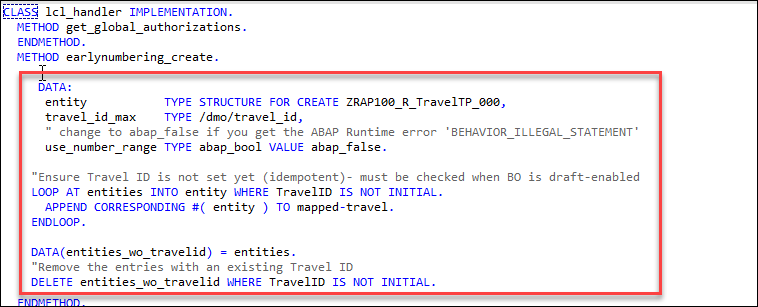 CLASS lcl_handler IMPLEMENTATION.
METHOD get_global_authorizations.
ENDMETHOD.
METHOD earlynumbering_create.
DATA:
entity TYPE STRUCTURE FOR CREATE ZRAP100_R_TravelTP_000,
travel_id_max TYPE /dmo/travel_id,
" change to abap_false if you get the ABAP Runtime error 'BEHAVIOR_ILLEGAL_STATEMENT'
use_number_range TYPE abap_bool VALUE abap_false.
"Ensure Travel ID is not set yet (idempotent)- must be checked when BO is draft-enabled
LOOP AT entities INTO entity WHERE TravelID IS NOT INITIAL.
APPEND CORRESPONDING #( entity ) TO mapped-travel.
ENDLOOP.
DATA(entities_wo_travelid) = entities.
"Remove the entries with an existing Travel ID
DELETE entities_wo_travelid WHERE TravelID IS NOT INITIAL.
ENDMETHOD.